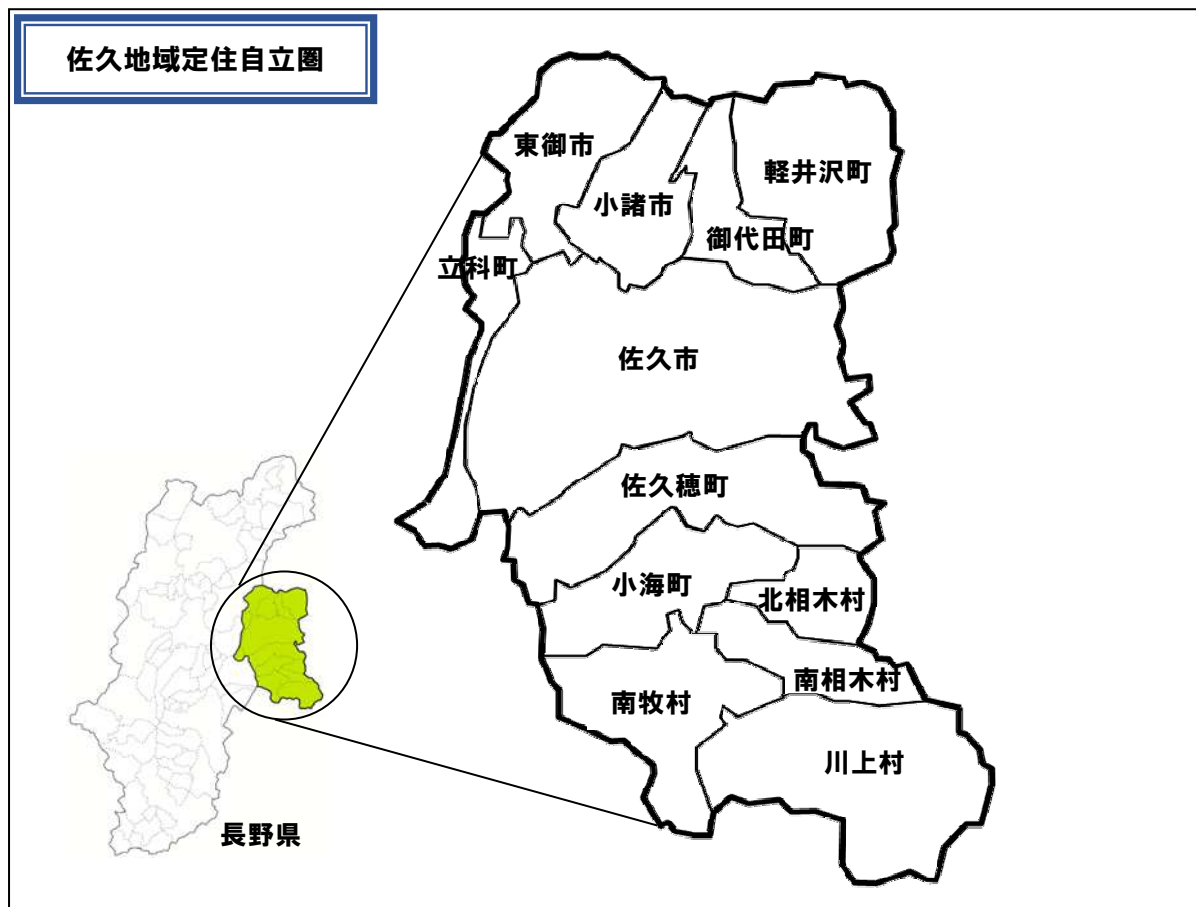 佐久地域定住自立圏
東御市
軽井沢町
小諸市
御代田町
立科町
佐久市
佐久穂町
小海町
北相木村
南相木村
南牧村
川上村
長野県